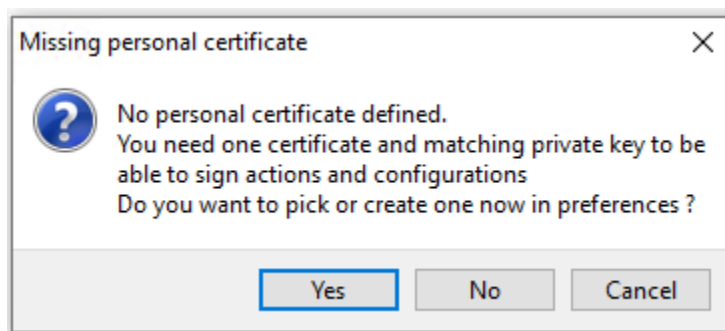 Missing personal certificate
No personal certificate defined.
You need one certificate and matching private key to be
able to sign actions and configurations
Do you want to pick or create one now in preferences ?
Yes
No
Cancel